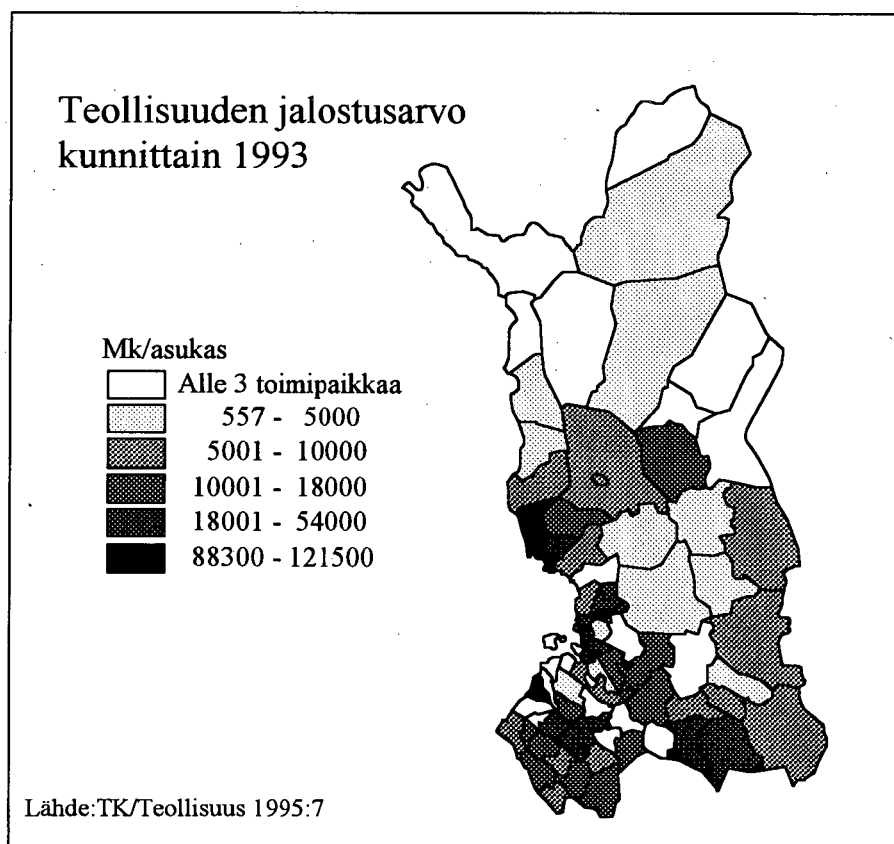 Teollisuuden jalostusarvo
kunnittain 1993
Mk/asukas
Alle 3 toimipaikkaa
557 - 5000
5001 - 10000
10001 - 18000
18001 - 54000
88300 - 121500
Lähde:TK/Teollisuus 1995:7